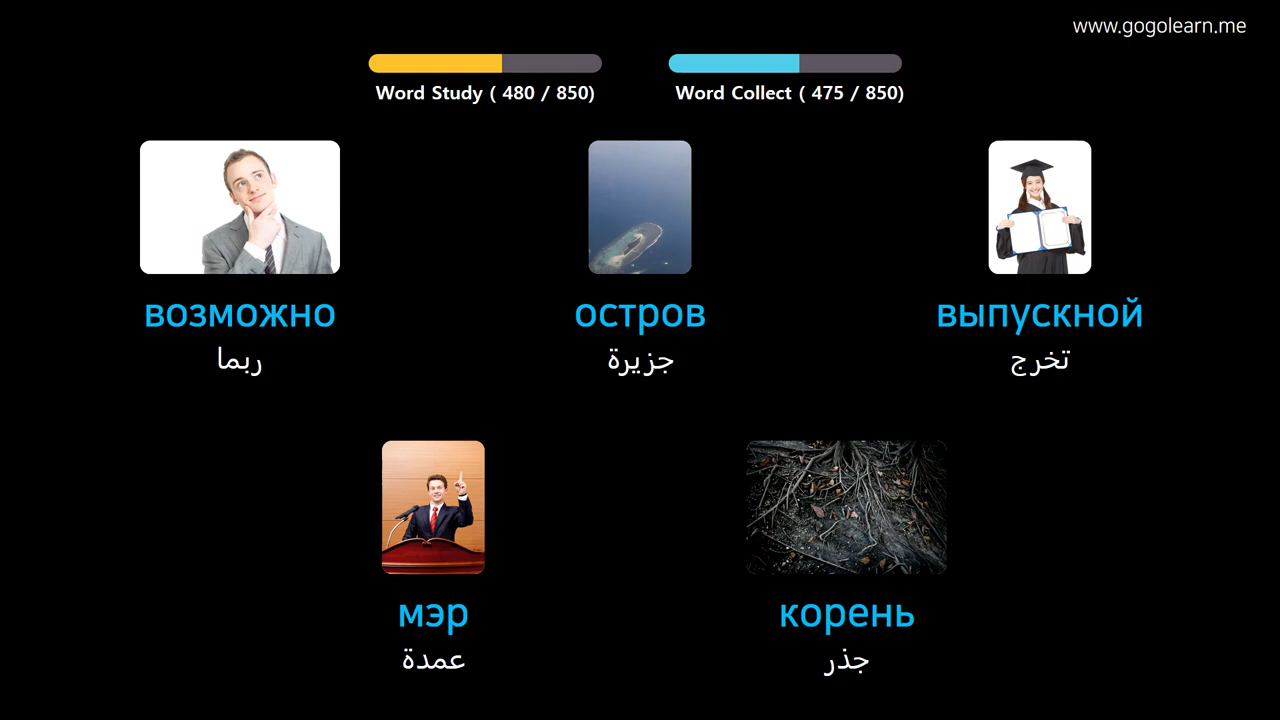 www.gogolearn.me
Word Study ( 480 / 850)
Word Collect ( 475 / 850)
возможно
ربما
остров
جزيرة
выпускной
تخرج
мэр
عمدة
корень
جذر